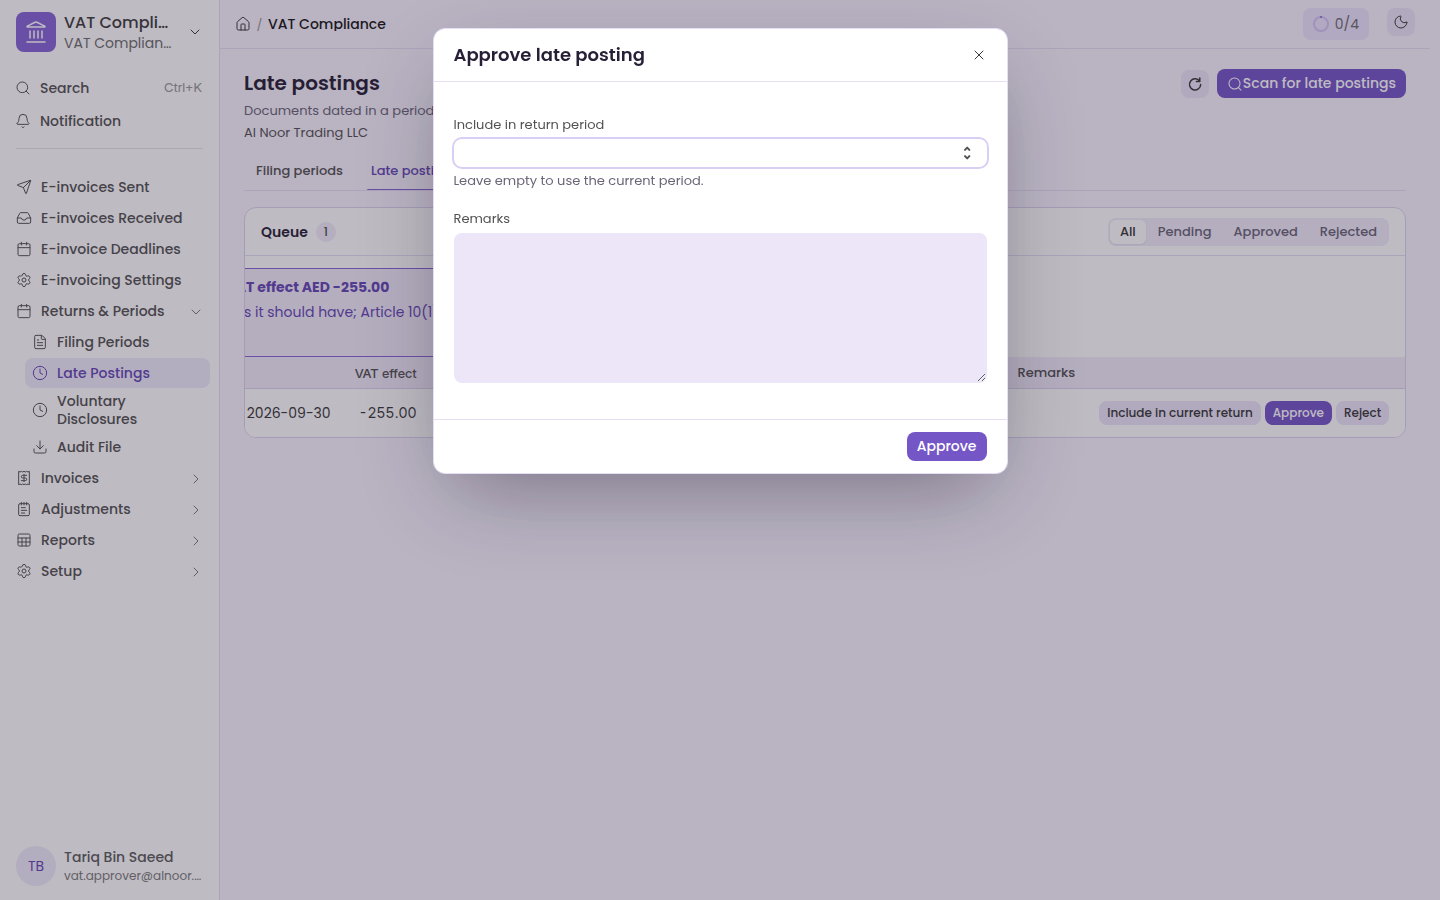 VAT Compli...
VAT Complian...
Search Ctrl+K
Notification
E-invoices Sent
E-invoices Received
E-invoice Deadlines
E-invoicing Settings
Returns & Periods
Filing Periods
Late Postings
Voluntary
Disclosures
Audit File
Invoices
Adjustments
Reports
Setup
TB
Tariq Bin Saeed
vat.approver@alnoor....
/ VAT Compliance
0/4
Late postings
Scan for late postings
Documents dated in a period
Al Noor Trading LLC
Filing periods Late posti
Queue 1
All Pending Approved Rejected
T effect AED -255.00
s it should have; Article 10(1
VAT effect Remarks
2026-09-30 -255.00 Include in current return Approve Reject
Approve late posting
Include in return period
Leave empty to use the current period.
Remarks
Approve